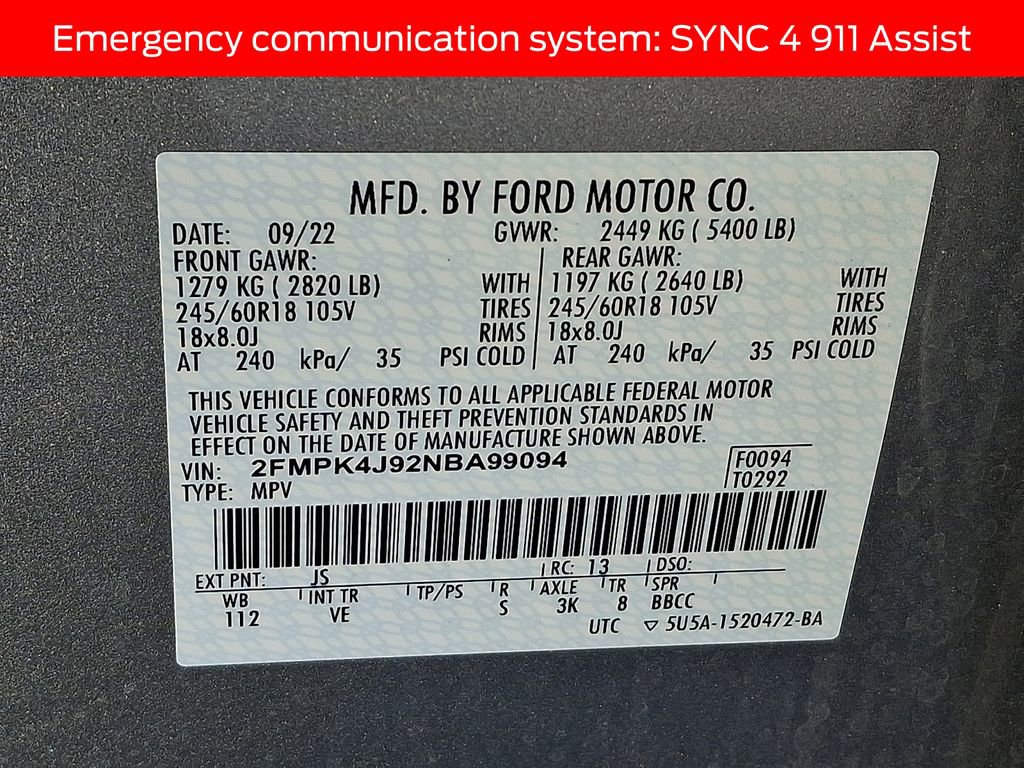 Emergency communication system: SYNC 4 911 Assist
MFD. BY FORD MOTOR CO.
DATE: 09/22 GVWR: 2449 KG ( 5400 LB)
FRONT GAWR: REAR GAWR:
1279 KG ( 2820 LB) WITH 1197 KG ( 2640 LB) WITH
245/60R18 105V TIRES 245/60R18 105V TIRES
18x8.0J RIMS 18x8.0J RIMS
AT 240 kPa/ 35 PSI COLD AT 240 kPa/ 35 PSI COLD
THIS VEHICLE CONFORMS TO ALL APPLICABLE FEDERAL MOTOR
VEHICLE SAFETY AND THEFT PREVENTION STANDARDS IN
EFFECT ON THE DATE OF MANUFACTURE SHOWN ABOVE.
VIN: 2FMPK4J92NBA99094 F0094
TYPE: MPV T0292
EXT PNT: JS RC: 13 DSO:
WB INT TR TP/PS R AXLE TR SPR
112 VE S 3K 8 BBCC
UTC ▽ 5U5A-1520472-BA